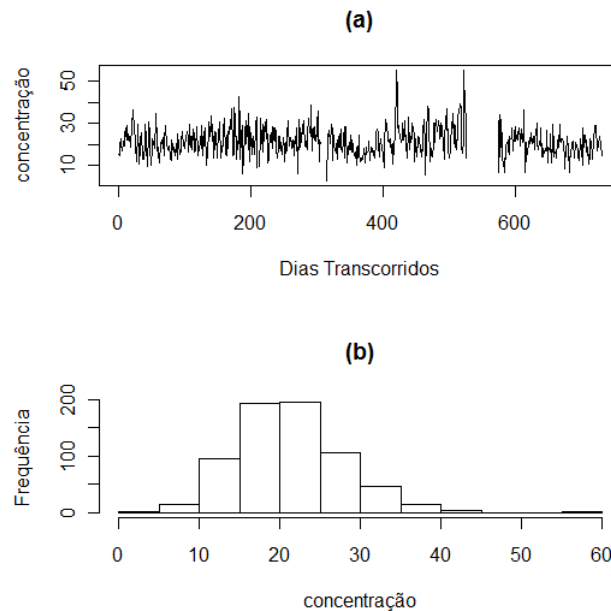 (a)
concentração
50
30
10
0 200 400 600
Dias Transcorridos
(b)
Frequência
200
100
0
0 10 20 30 40 50 60
concentração